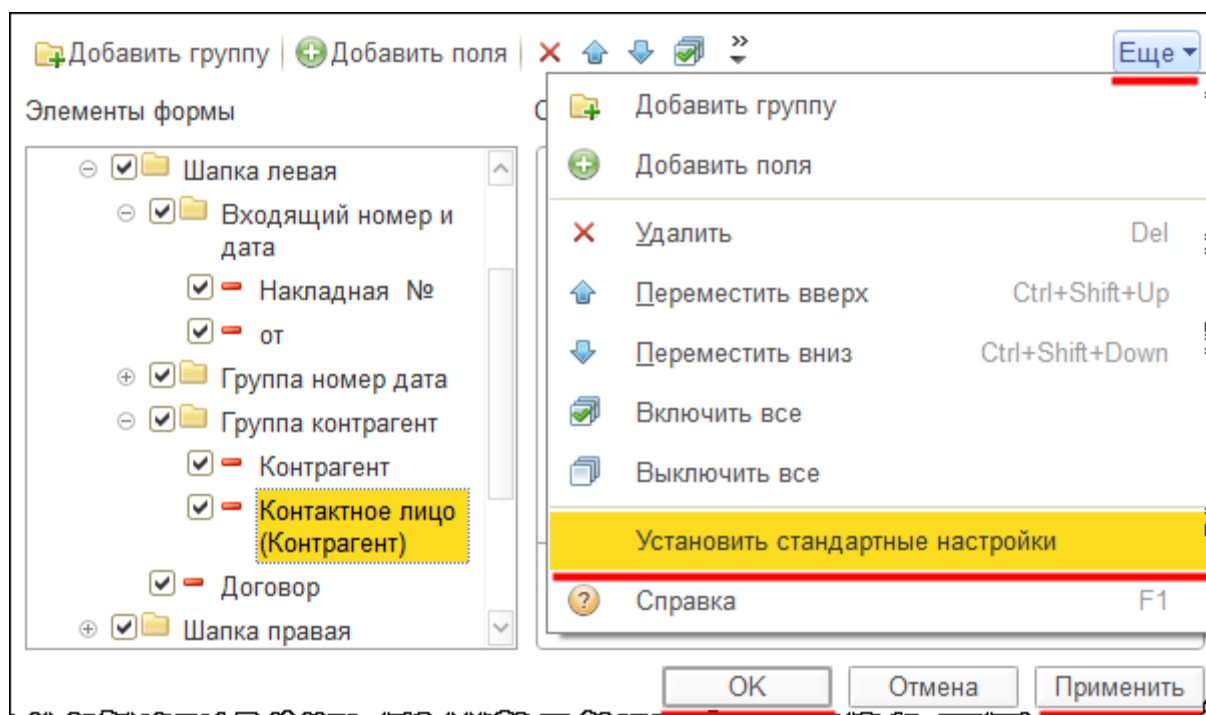 Добавить группу Добавить поля Еще
Элементы формы
Шапка левая
Входящий номер и
дата
Накладная №
от
Группа номер дата
Группа контрагент
Контрагент
Контактное лицо
(Контрагент)
Договор
Шапка правая
Добавить группу
Добавить поля
Удалить Del
Переместить вверх Ctrl+Shift+Up
Переместить вниз Ctrl+Shift+Down
Включить все
Выключить все
Установить стандартные настройки
Справка F1
OK Отмена Применить